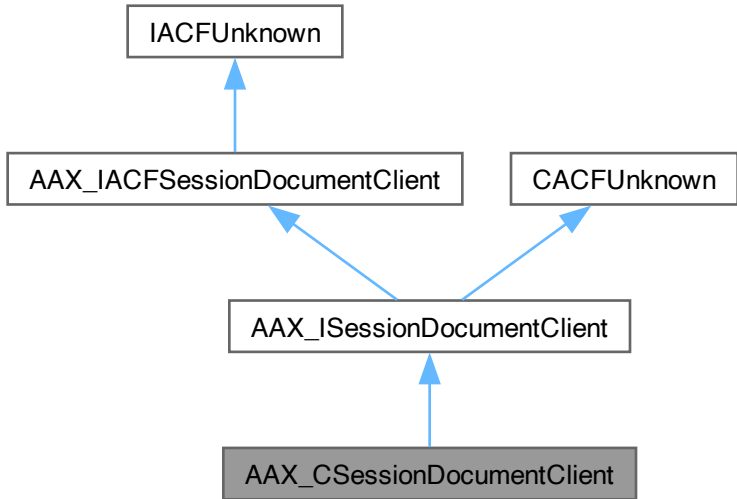 IACFUnknown
AAX_IACFSessionDocumentClient
CACFUnknown
AAX_ISessionDocumentClient
AAX_CSessionDocumentClient